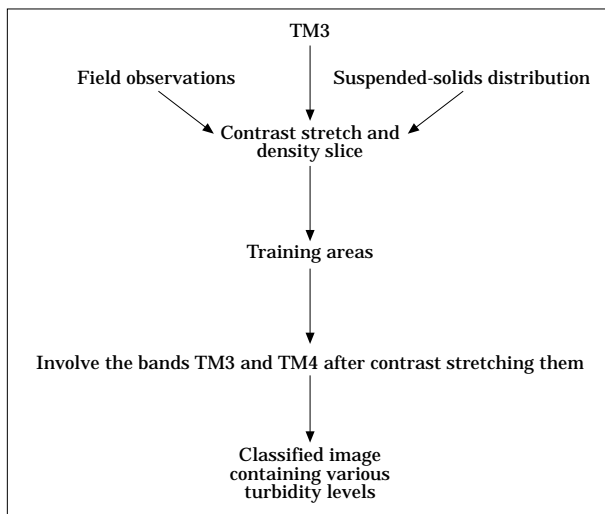 TM3
Field observations
Suspended-solids distribution
Contrast stretch and
density slice
Training areas
Involve the bands TM3 and TM4 after contrast stretching them
Classified image
containing various
turbidity levels